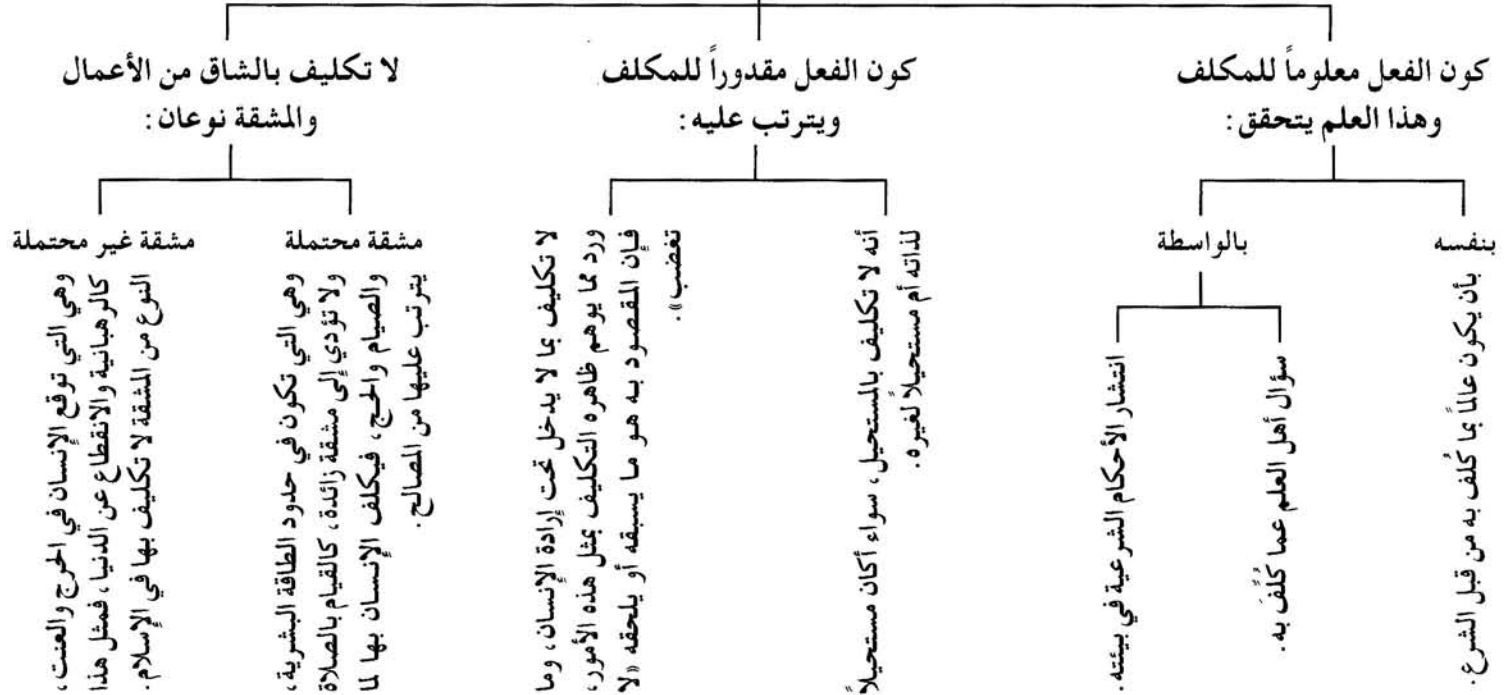 كون الفعل معلوماً للمكلف
وهذا العلم يتحقق:
بنفسه
بأن يكون عالماً بما كُلف به من قبل الشرع.
بالواسطة
سؤال أهل العلم عما كُلِّفَ به.
انتشار الأحكام الشرعية في بيئته.
كون الفعل مقدوراً للمكلف
ويترتب عليه:
أنه لا تكليف بالمستحيل، سواء أكان مستحيلاً
لذاته أم مستحيلاً لغيره.
لا تكليف بما لا يدخل تحت إرادة الإنسان، وما
ورد مما يوهم ظاهره التكليف بمثل هذه الأمور،
فإن المقصود به هو ما يسبقه أو يلحقه «لا
تغضب».
لا تكليف بالشاق من الأعمال
والمشقة نوعان:
مشقة محتملة
وهي التي تكون في حدود الطاقة البشرية،
ولا تؤدي إلى مشقة زائدة، كالقيام بالصلاة
والصيام والحج، فيكلف الإنسان بها لما
يترتب عليها من المصالح.
مشقة غير محتملة
وهي التي توقع الإنسان في الحرج والعنت،
كالرهبانية والانقطاع عن الدنيا، فمثل هذا
النوع من المشقة لا تكليف بها في الإسلام.